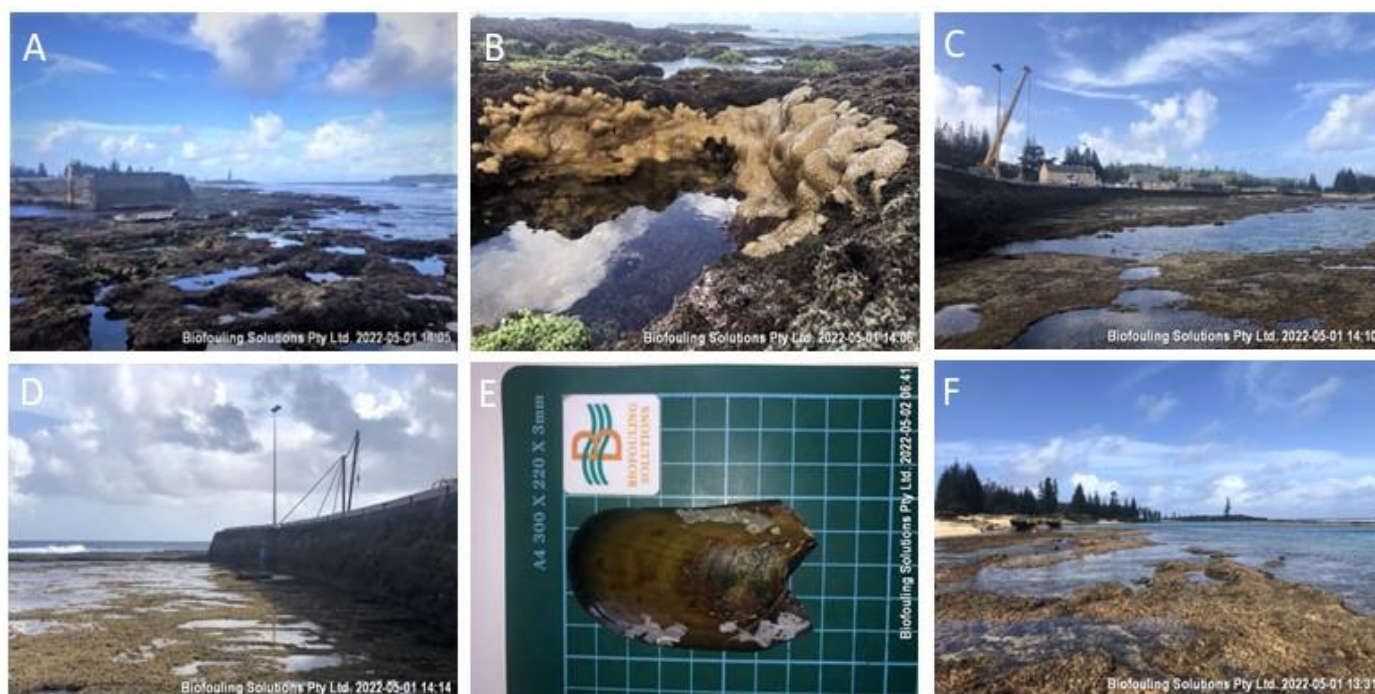 A
Biofouling Solutions Pty Ltd. 2022-05-01
B
Biofouling Solutions Pty Ltd. 2022-05-01 14:06
C
Biofouling Solutions Pty Ltd. 2022-05-01 14:10
D
Biofouling Solutions Pty Ltd. 2022-05-01 14:14
E
A4 300 X 220 X 3mm
B
BIOFOULING
SOLUTIONS
Biofouling Solutions Pty Ltd. 2022-05-02 06:41
F
Biofouling Solutions Pty Ltd. 2022-05-01 13:31